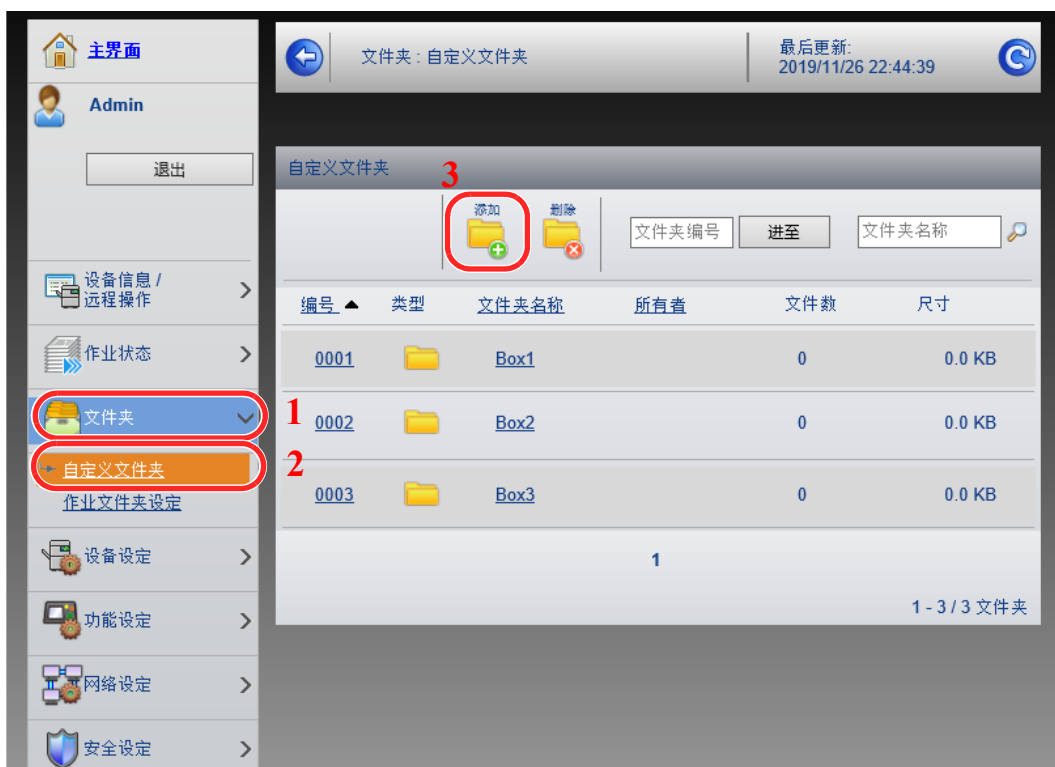 主界面
Admin
退出
设备信息 /
远程操作
作业状态
文件夹
1
自定义文件夹
2
作业文件夹设定
设备设定
功能设定
网络设定
安全设定
文件夹 : 自定义文件夹
最后更新:
2019/11/26 22:44:39
自定义文件夹
3
添加 删除 文件夹编号 进至 文件夹名称
编号 ▲ 类型 文件夹名称 所有者 文件数 尺寸
0001 Box1 0 0.0 KB
0002 Box2 0 0.0 KB
0003 Box3 0 0.0 KB
1
1 - 3 / 3 文件夹